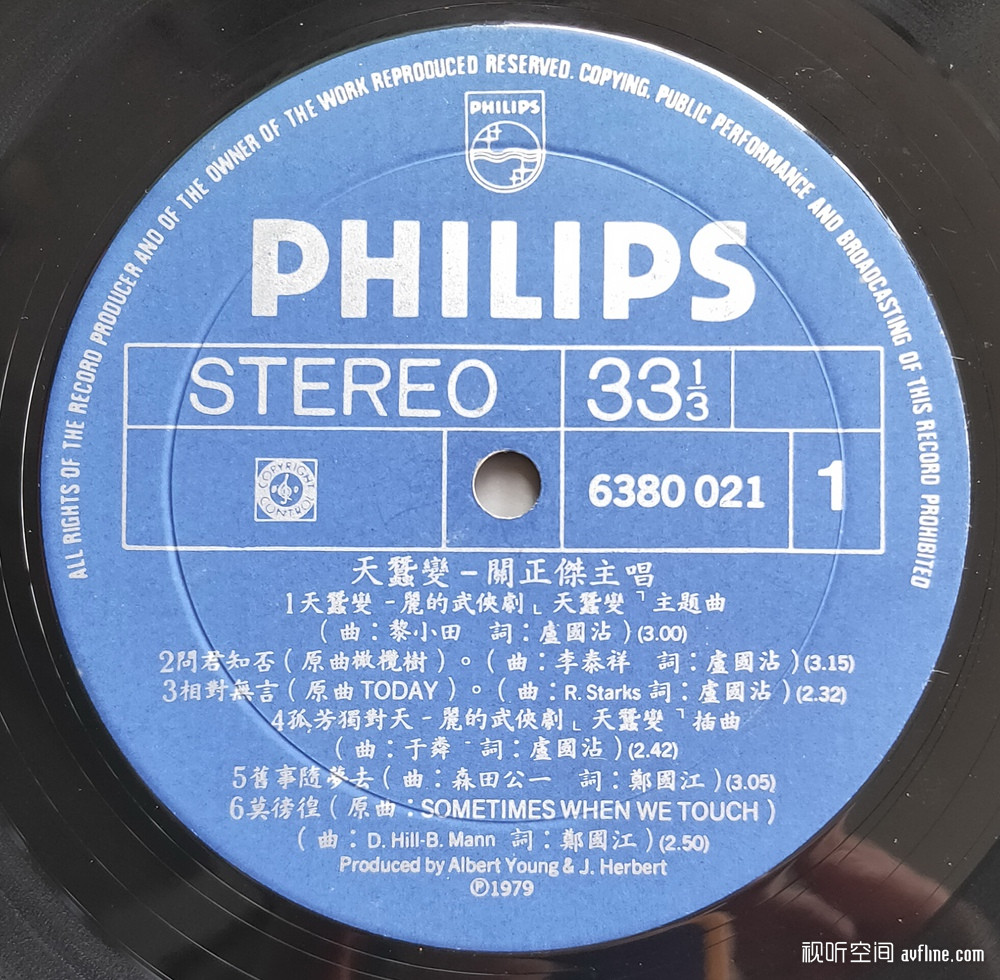 ALL RIGHTS OF THE RECORD PRODUCER AND OF THE OWNER OF THE WORK REPRODUCED RESERVED. COPYING, PUBLIC PERFORMANCE AND BROADCASTING OF THIS RECORD PROHIBITED
PHILIPS
PHILIPS
STEREO 33 1/3
COPYRIGHT CONTROL 6380 021 1
天蠶變－關正傑主唱
1天蠶變－麗的武俠劇「天蠶變」主題曲
（曲：黎小田 詞：盧國沾）(3.00)
2問君知否（原曲橄欖樹）。（曲：李泰祥 詞：盧國沾）(3.15)
3相對無言（原曲TODAY）。（曲：R. Starks 詞：盧國沾）(2.32)
4孤芳獨對天－麗的武俠劇「天蠶變」插曲
（曲：于粦 詞：盧國沾）(2.42)
5舊事隨夢去（曲：森田公一 詞：鄭國江）(3.05)
6莫徬徨（原曲：SOMETIMES WHEN WE TOUCH）
（曲：D. Hill-B. Mann 詞：鄭國江）(2.50)
Produced by Albert Young & J. Herbert
Ⓟ1979
视听空间 avfline.com